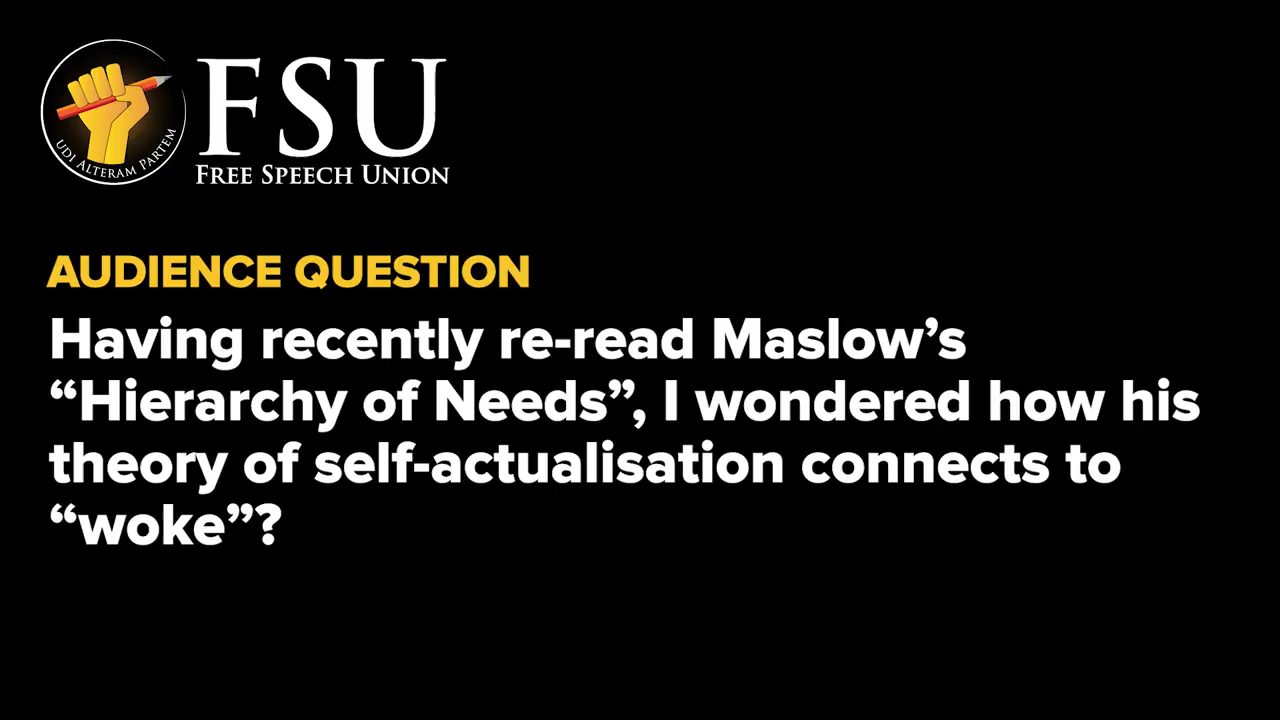 FSU
FREE SPEECH UNION
UDI ALTERAM PARTEM
AUDIENCE QUESTION
Having recently re-read Maslow’s
“Hierarchy of Needs”, I wondered how his
theory of self-actualisation connects to
“woke”?